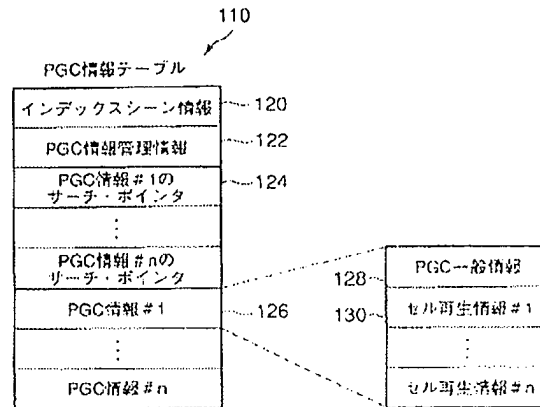 110
PGC情報テーブル
インデックスシーン情報
120
PGC情報管理情報
122
PGC情報#1の
サーチ・ポインタ
124
⋮
PGC情報#nの
サーチ・ポインタ
PGC情報#1
126
⋮
PGC情報#n
PGC一般情報
128
セル再生情報#1
130
⋮
セル再生情報#n